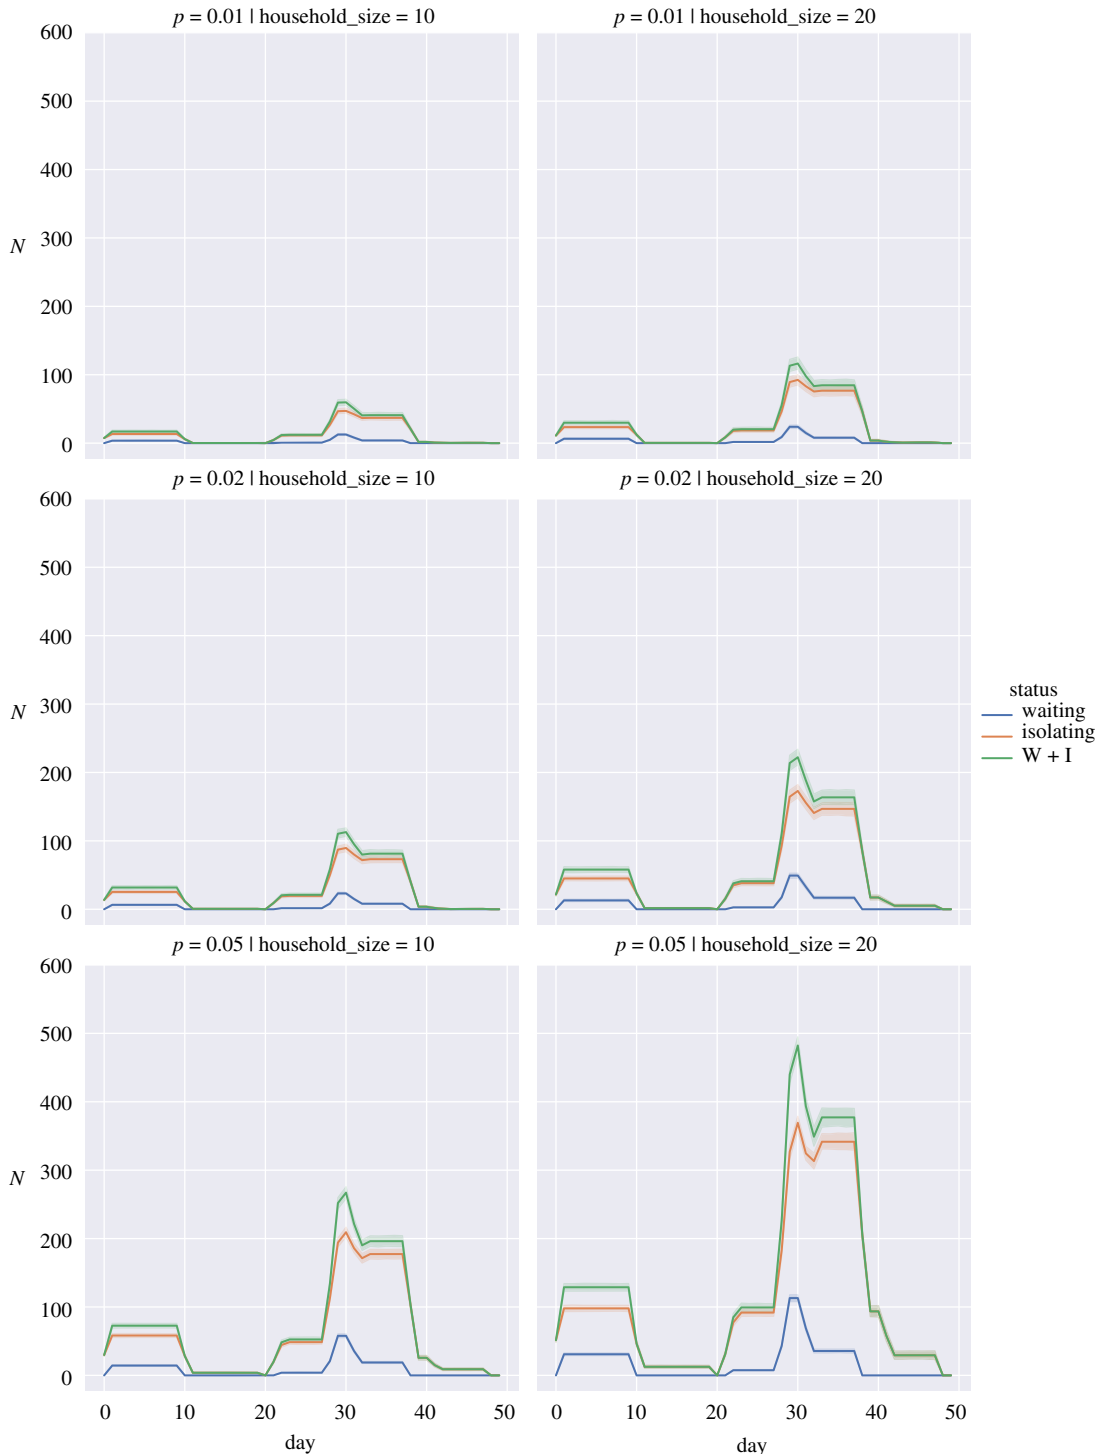 p = 0.01 | household_size = 10
p = 0.01 | household_size = 20
600
500
400
300
N
200
100
0
p = 0.02 | household_size = 10
p = 0.02 | household_size = 20
600
500
400
300
N
200
100
0
status
waiting
isolating
W + I
p = 0.05 | household_size = 10
p = 0.05 | household_size = 20
600
500
400
300
N
200
100
0
0 10 20 30 40 50 0 10 20 30 40 50
day day